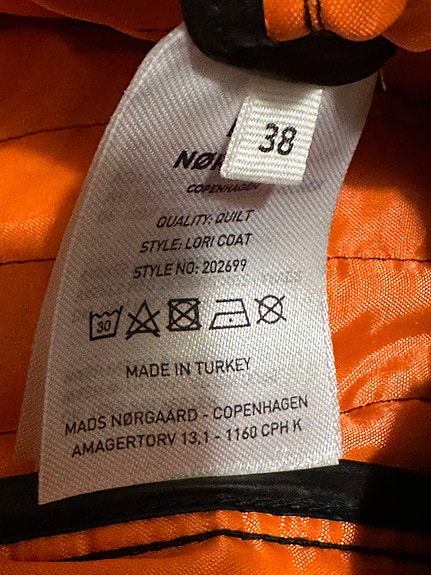 38
COPENHAGEN
QUALITY: QUILT
STYLE: LORI COAT
STYLE NO: 202699
30
MADE IN TURKEY
MADS NØRGAARD - COPENHAGEN
AMAGERTORV 13,1 - 1160 CPH K